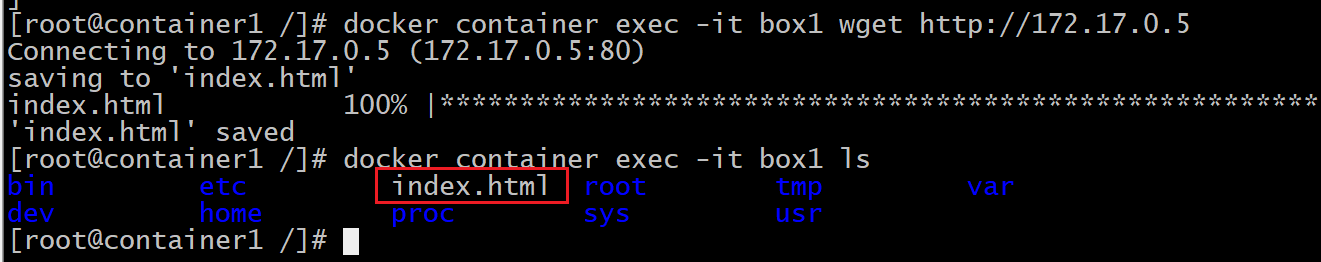 [root@container1 /]# docker container exec -it box1 wget http://172.17.0.5
Connecting to 172.17.0.5 (172.17.0.5:80)
saving to 'index.html'
index.html           100% |*******************************************************
'index.html' saved
[root@container1 /]# docker container exec -it box1 ls
bin         etc         index.html  root        tmp         var
dev         home        proc        sys         usr
[root@container1 /]#